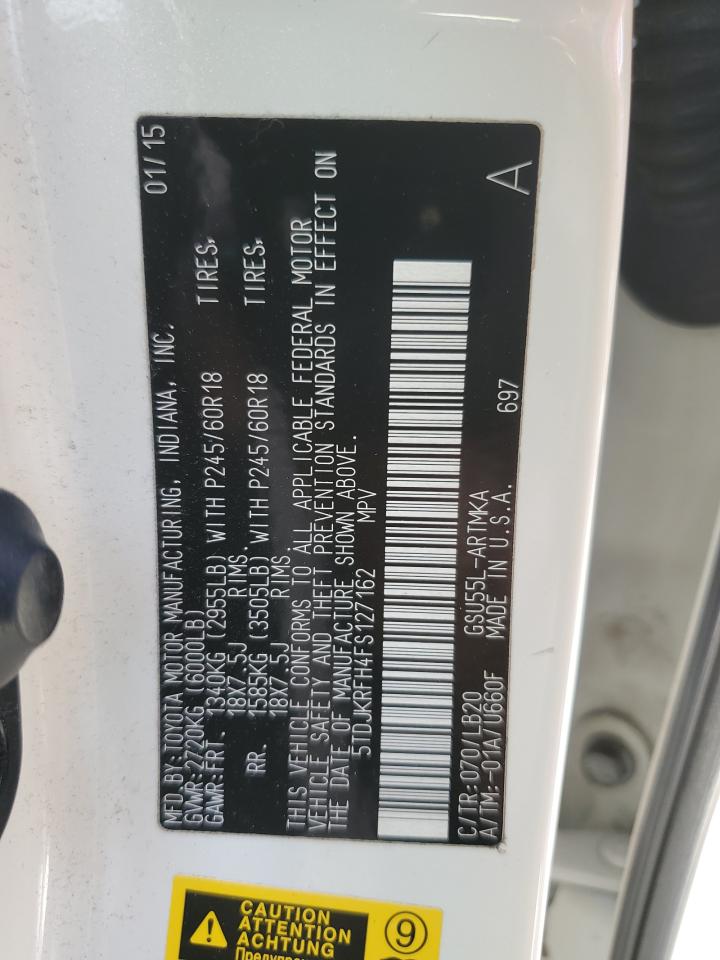 MFD.BY:TOYOTA MOTOR MANUFACTURING, INDIANA, INC. 01/15
GVWR:2720KG (6000LB)
GAWR:FRT- 1340KG (2955LB) WITH P245/60R18 TIRES,
18X7.5J RIMS.
RR. 1585KG (3505LB) WITH P245/60R18 TIRES,
18X7.5J RIMS.
THIS VEHICLE CONFORMS TO ALL APPLICABLE FEDERAL MOTOR
VEHICLE SAFETY AND THEFT PREVENTION STANDARDS IN EFFECT ON
THE DATE OF MANUFACTURE SHOWN ABOVE.
5TDJKRFH4FS127162 MPV
C/TR:070/LB20 GSU55L-ARTMKA
A/TM:-01A/U660F MADE IN U.S.A. 697 A
CAUTION
ATTENTION
ACHTUNG
9